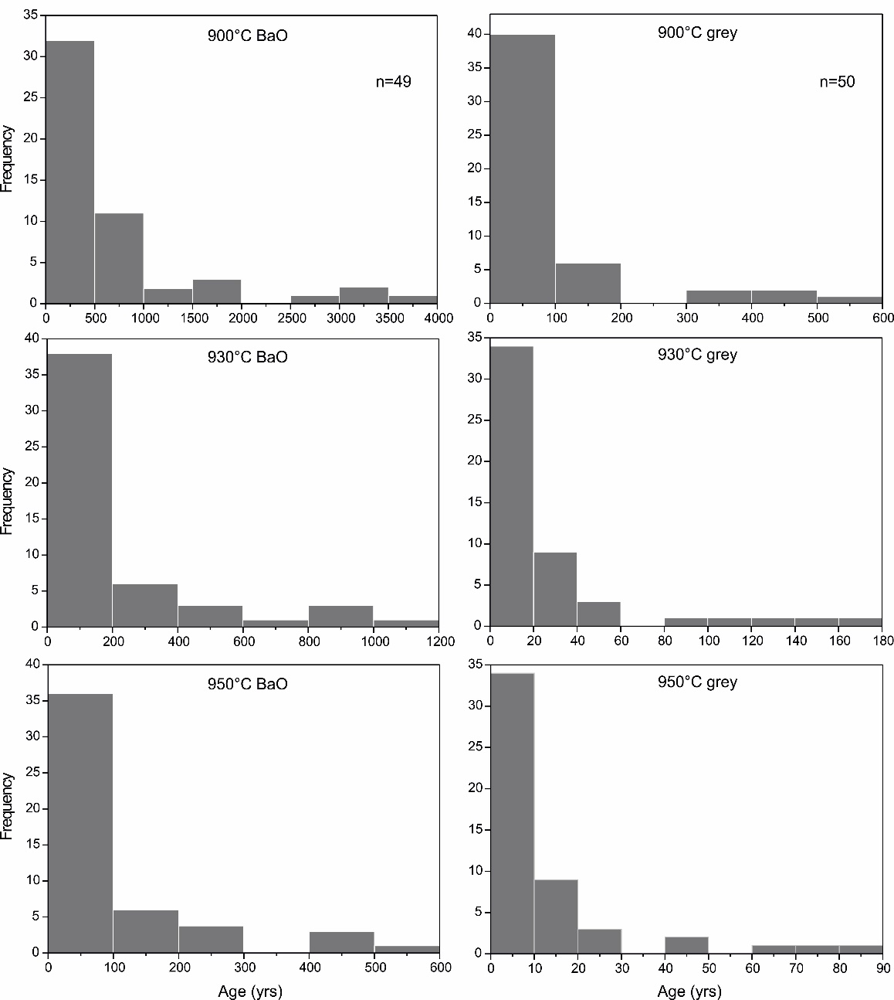 900°C BaO
n=49
Frequency
35
30
25
20
15
10
5
0
0 500 1000 1500 2000 2500 3000 3500 4000
900°C grey
n=50
40
35
30
25
20
15
10
5
0
0 100 200 300 400 500 600
930°C BaO
Frequency
40
35
30
25
20
15
10
5
0
0 200 400 600 800 1000 1200
930°C grey
35
30
25
20
15
10
5
0
0 20 40 60 80 100 120 140 160 180
950°C BaO
Frequency
40
35
30
25
20
15
10
5
0
0 100 200 300 400 500 600
Age (yrs)
950°C grey
35
30
25
20
15
10
5
0
0 10 20 30 40 50 60 70 80 90
Age (yrs)